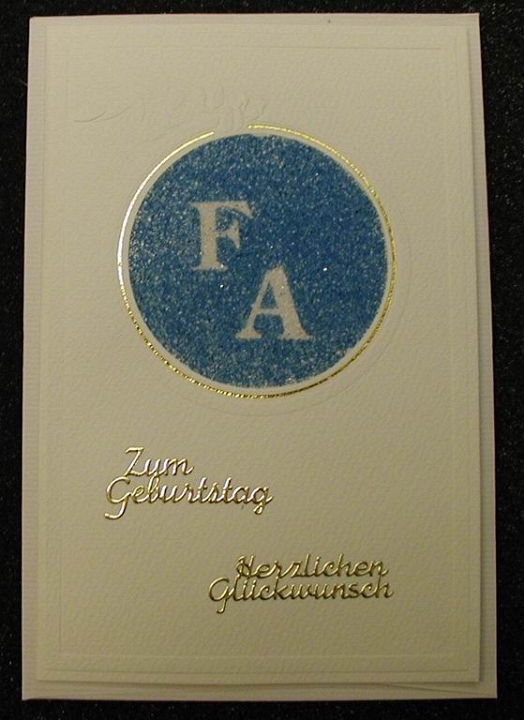 F
A
Zum
Geburtstag
Herzlichen
Glückwunsch